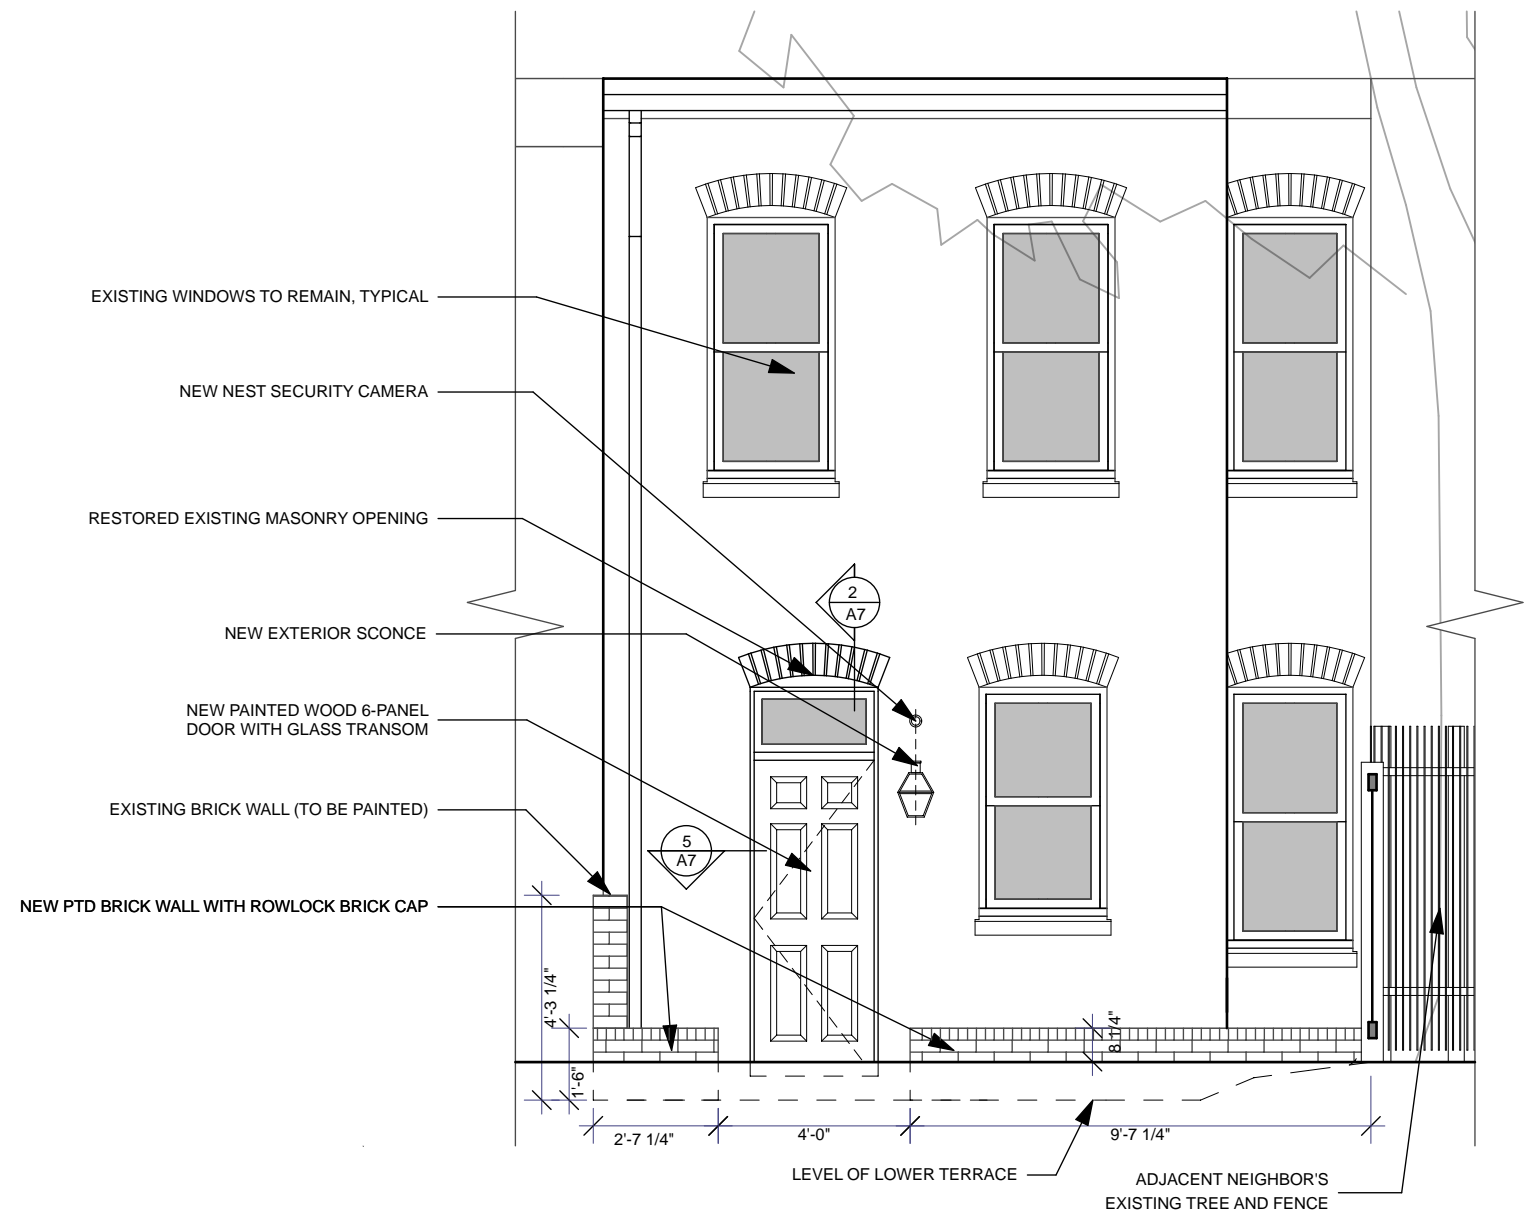 EXISTING WINDOWS TO REMAIN, TYPICAL
NEW NEST SECURITY CAMERA
RESTORED EXISTING MASONRY OPENING
2
A7
NEW EXTERIOR SCONCE
NEW PAINTED WOOD 6-PANEL
DOOR WITH GLASS TRANSOM
EXISTING BRICK WALL (TO BE PAINTED)
5
A7
NEW PTD BRICK WALL WITH ROWLOCK BRICK CAP
4'-3 1/4"
8 1/4"
1'-6"
2'-7 1/4"
4'-0"
9'-7 1/4"
LEVEL OF LOWER TERRACE
ADJACENT NEIGHBOR'S
EXISTING TREE AND FENCE